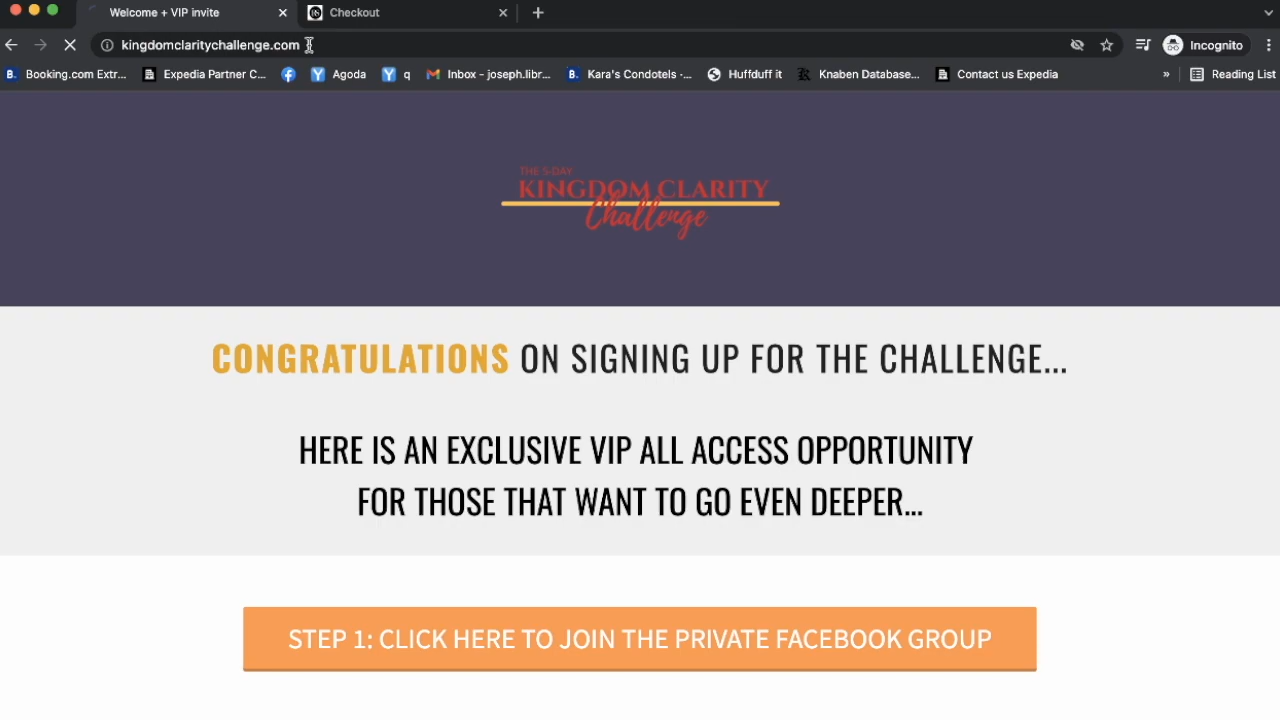 Welcome + VIP invite
Checkout
kingdomclaritychallenge.com
Incognito
B. Booking.com Extr...
Expedia Partner C...
Agoda
q
Inbox - joseph.libr...
B. Kara's Condotels -...
Huffduff it
Knaben Database...
Contact us Expedia
»
Reading List
THE 5-DAY
KINGDOM CLARITY
Challenge
CONGRATULATIONS ON SIGNING UP FOR THE CHALLENGE...
HERE IS AN EXCLUSIVE VIP ALL ACCESS OPPORTUNITY
FOR THOSE THAT WANT TO GO EVEN DEEPER...
STEP 1: CLICK HERE TO JOIN THE PRIVATE FACEBOOK GROUP